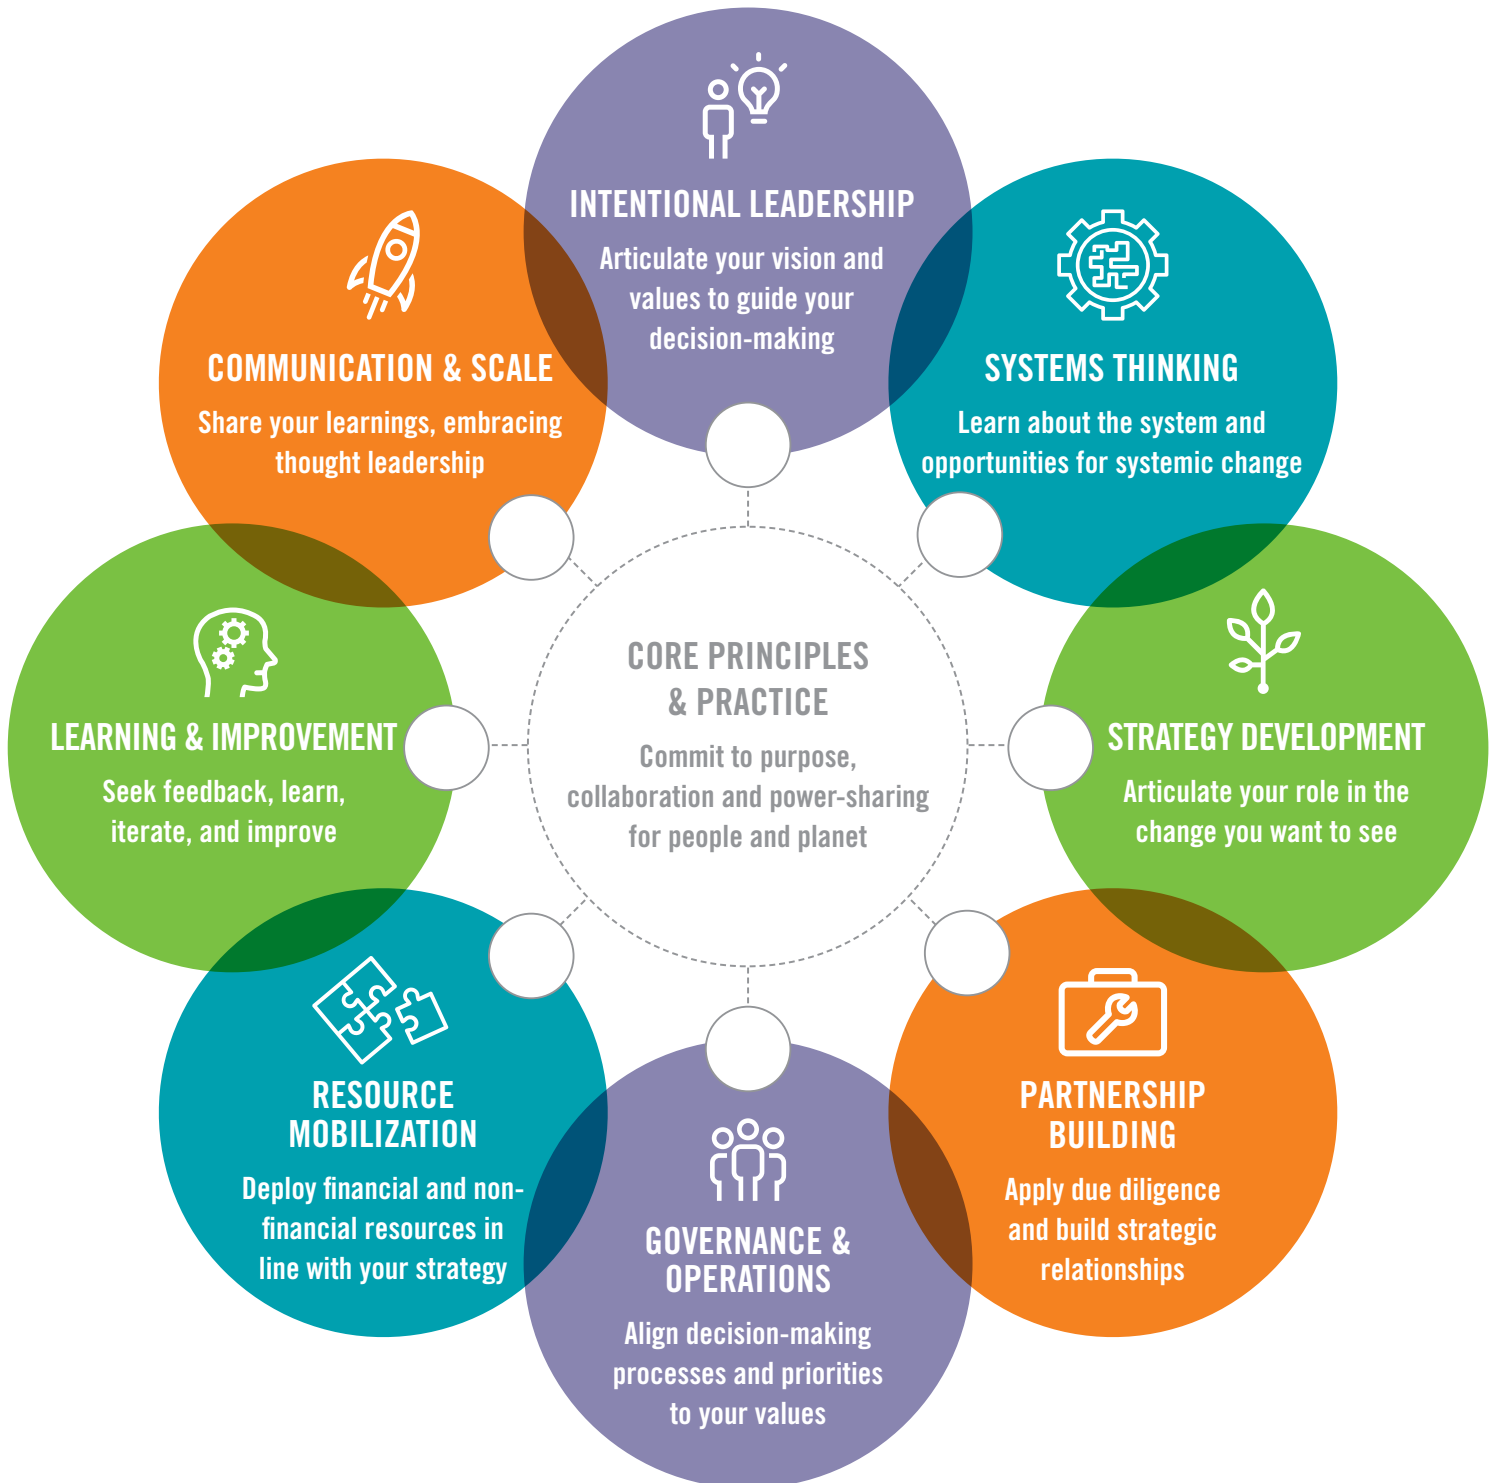 INTENTIONAL LEADERSHIP
Articulate your vision and
values to guide your
decision-making
SYSTEMS THINKING
Learn about the system and
opportunities for systemic change
STRATEGY DEVELOPMENT
Articulate your role in the
change you want to see
PARTNERSHIP
BUILDING
Apply due diligence
and build strategic
relationships
GOVERNANCE &
OPERATIONS
Align decision-making
processes and priorities
to your values
RESOURCE
MOBILIZATION
Deploy financial and non-
financial resources in
line with your strategy
LEARNING & IMPROVEMENT
Seek feedback, learn,
iterate, and improve
COMMUNICATION & SCALE
Share your learnings, embracing
thought leadership
CORE PRINCIPLES
& PRACTICE
Commit to purpose,
collaboration and power-sharing
for people and planet